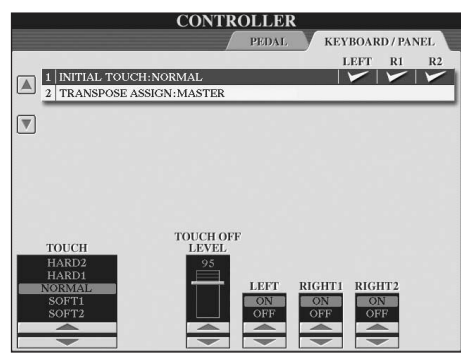 CONTROLLER
PEDAL KEYBOARD / PANEL
LEFT R1 R2
1 INITIAL TOUCH:NORMAL
2 TRANSPOSE ASSIGN:MASTER
TOUCH
HARD2
HARD1
NORMAL
SOFT1
SOFT2
TOUCH OFF
LEVEL
95
LEFT
ON
OFF
RIGHT1
ON
OFF
RIGHT2
ON
OFF